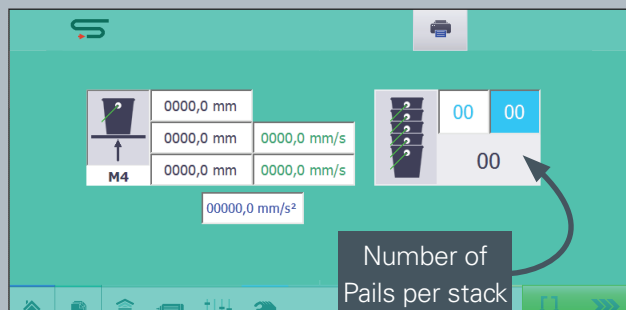 0000,0 mm
0000,0 mm 0000,0 mm/s
M4 0000,0 mm 0000,0 mm/s
00000,0 mm/s²
00 00
00
Number of
Pails per stack